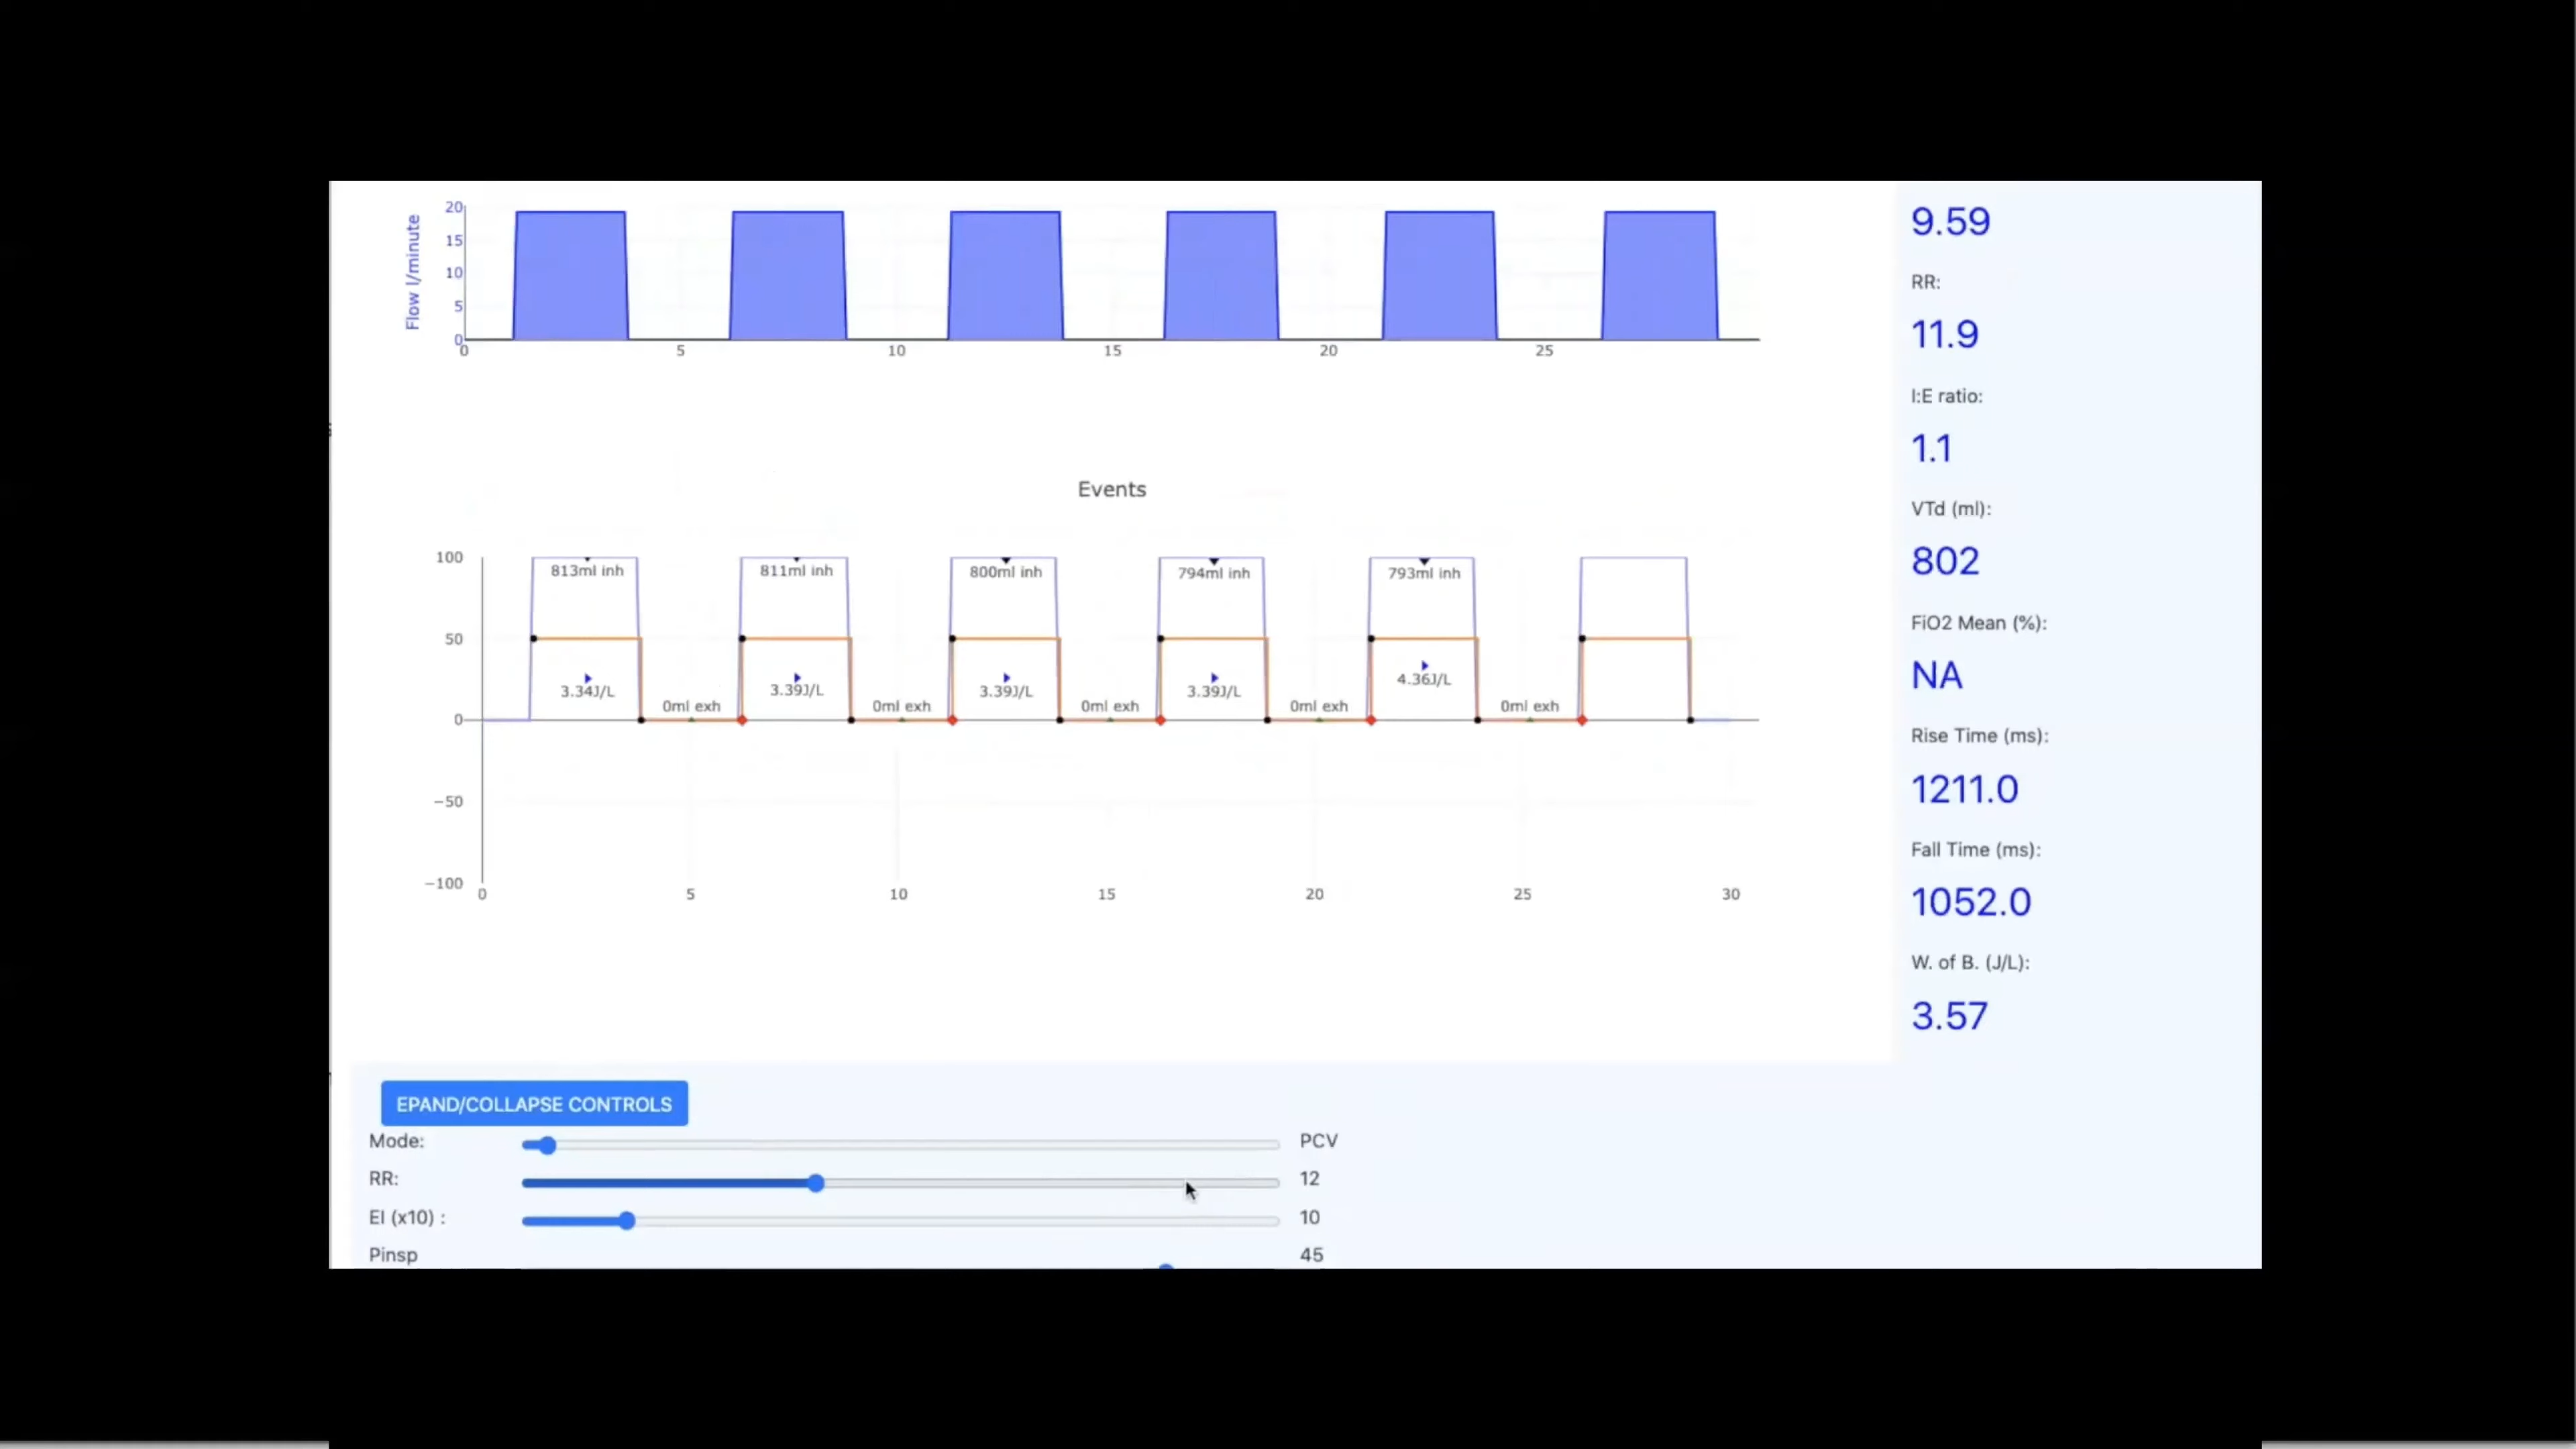 Flow l/minute
20
15
10
5
0
0 5 10 15 20 25
Events
100
50
0
−50
−100
813ml inh 811ml inh 800ml inh 794ml inh 793ml inh
3.34J/L 3.39J/L 3.39J/L 3.39J/L 4.36J/L
0ml exh 0ml exh 0ml exh 0ml exh 0ml exh
0 5 10 15 20 25 30
9.59
RR:
11.9
I:E ratio:
1.1
VTd (ml):
802
FiO2 Mean (%):
NA
Rise Time (ms):
1211.0
Fall Time (ms):
1052.0
W. of B. (J/L):
3.57
EPAND/COLLAPSE CONTROLS
Mode: PCV
RR: 12
EI (x10) : 10
Pinsp 45